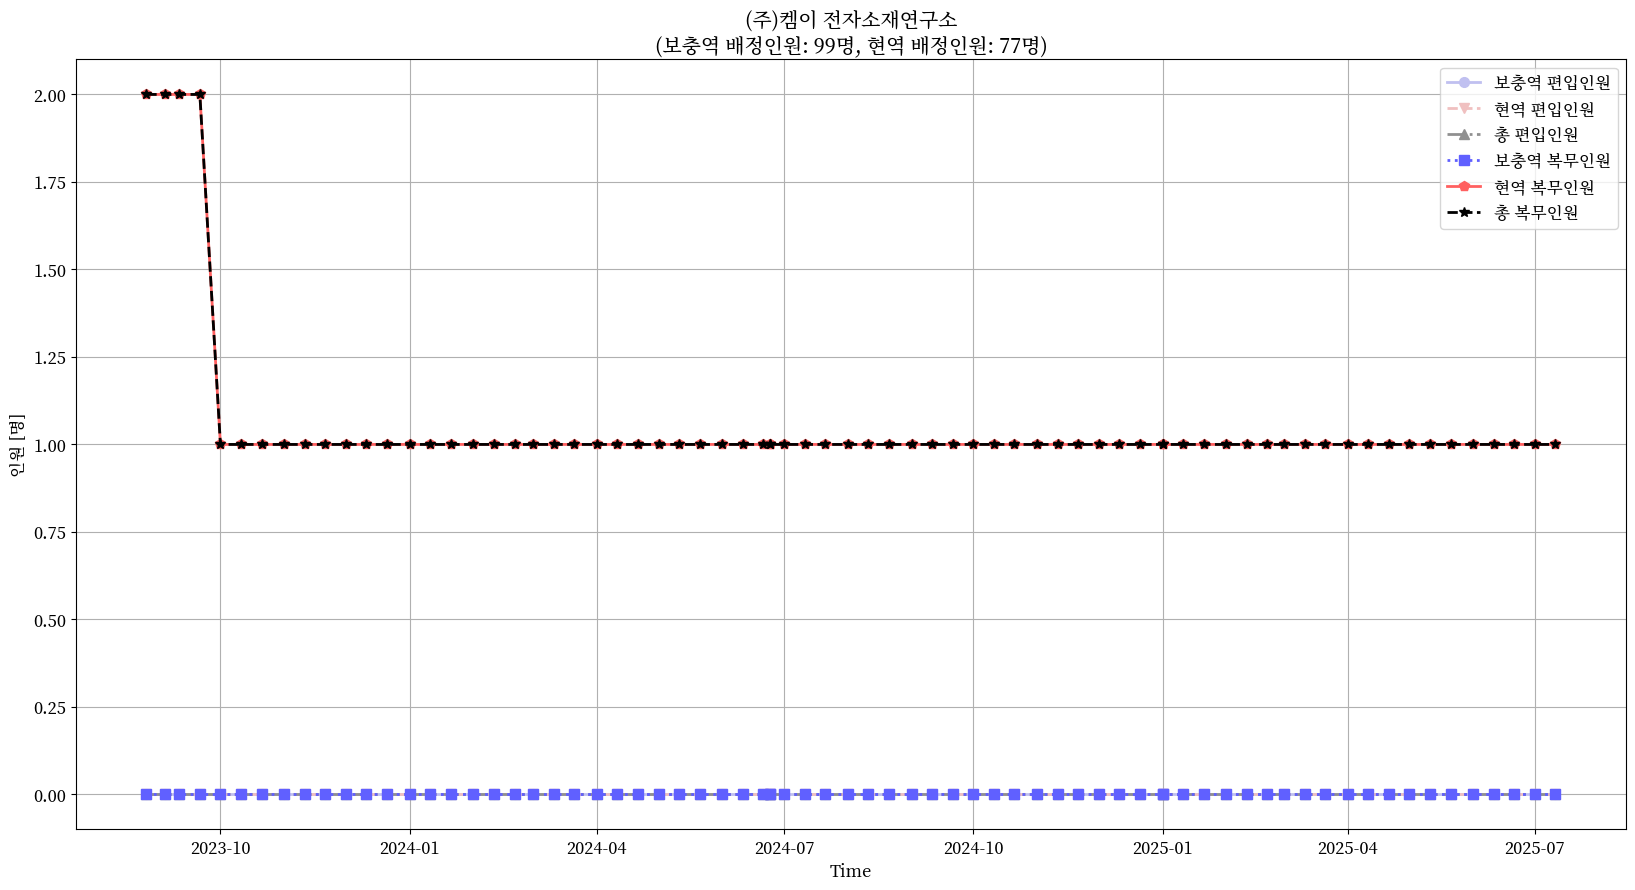 (주)켐이 전자소재연구소
(보충역 배정인원: 99명, 현역 배정인원: 77명)
보충역 편입인원
현역 편입인원
총 편입인원
보충역 복무인원
현역 복무인원
총 복무인원
2.00
1.75
1.50
1.25
1.00
0.75
0.50
0.25
0.00
인원 [명]
2023-10
2024-01
2024-04
2024-07
2024-10
2025-01
2025-04
2025-07
Time